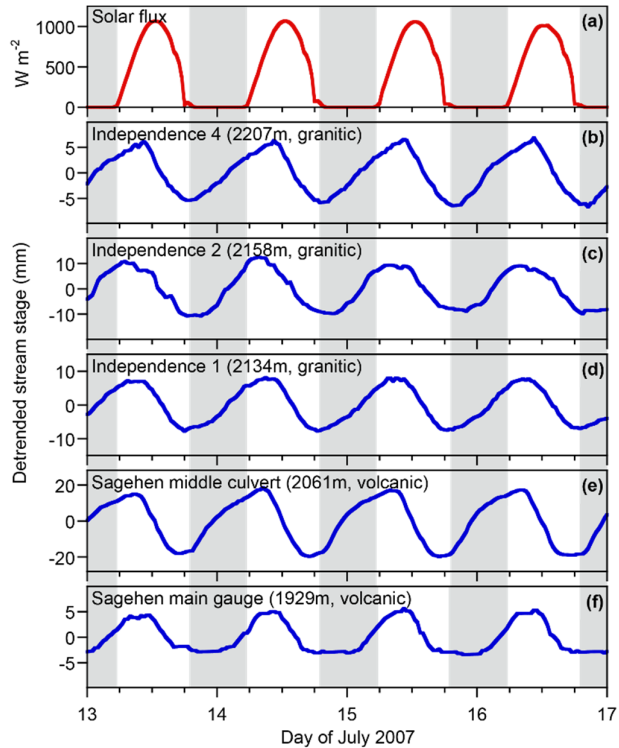 Solar flux
(a)
1000
500
0
W m-2
Independence 4 (2207m, granitic)
(b)
5
0
-5
Independence 2 (2158m, granitic)
(c)
10
0
-10
Detrended stream stage (mm)
Independence 1 (2134m, granitic)
(d)
10
0
-10
Sagehen middle culvert (2061m, volcanic)
(e)
20
0
-20
Sagehen main gauge (1929m, volcanic)
(f)
5
0
-5
13 14 15 16 17
Day of July 2007